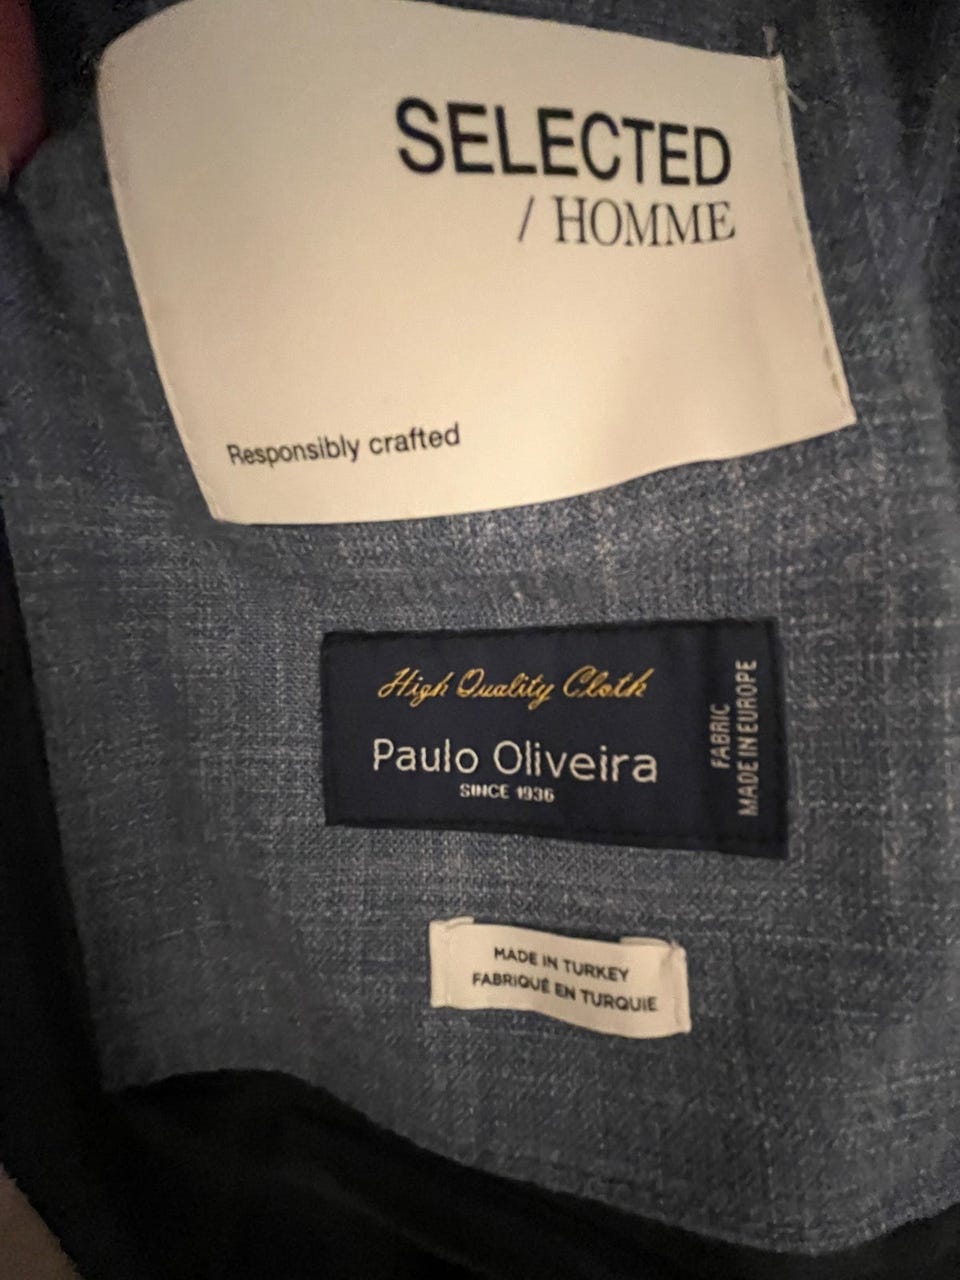 SELECTED
/ HOMME
Responsibly crafted
High Quality Cloth
Paulo Oliveira
SINCE 1936
FABRIC
MADE IN EUROPE
MADE IN TURKEY
FABRIQUÉ EN TURQUIE